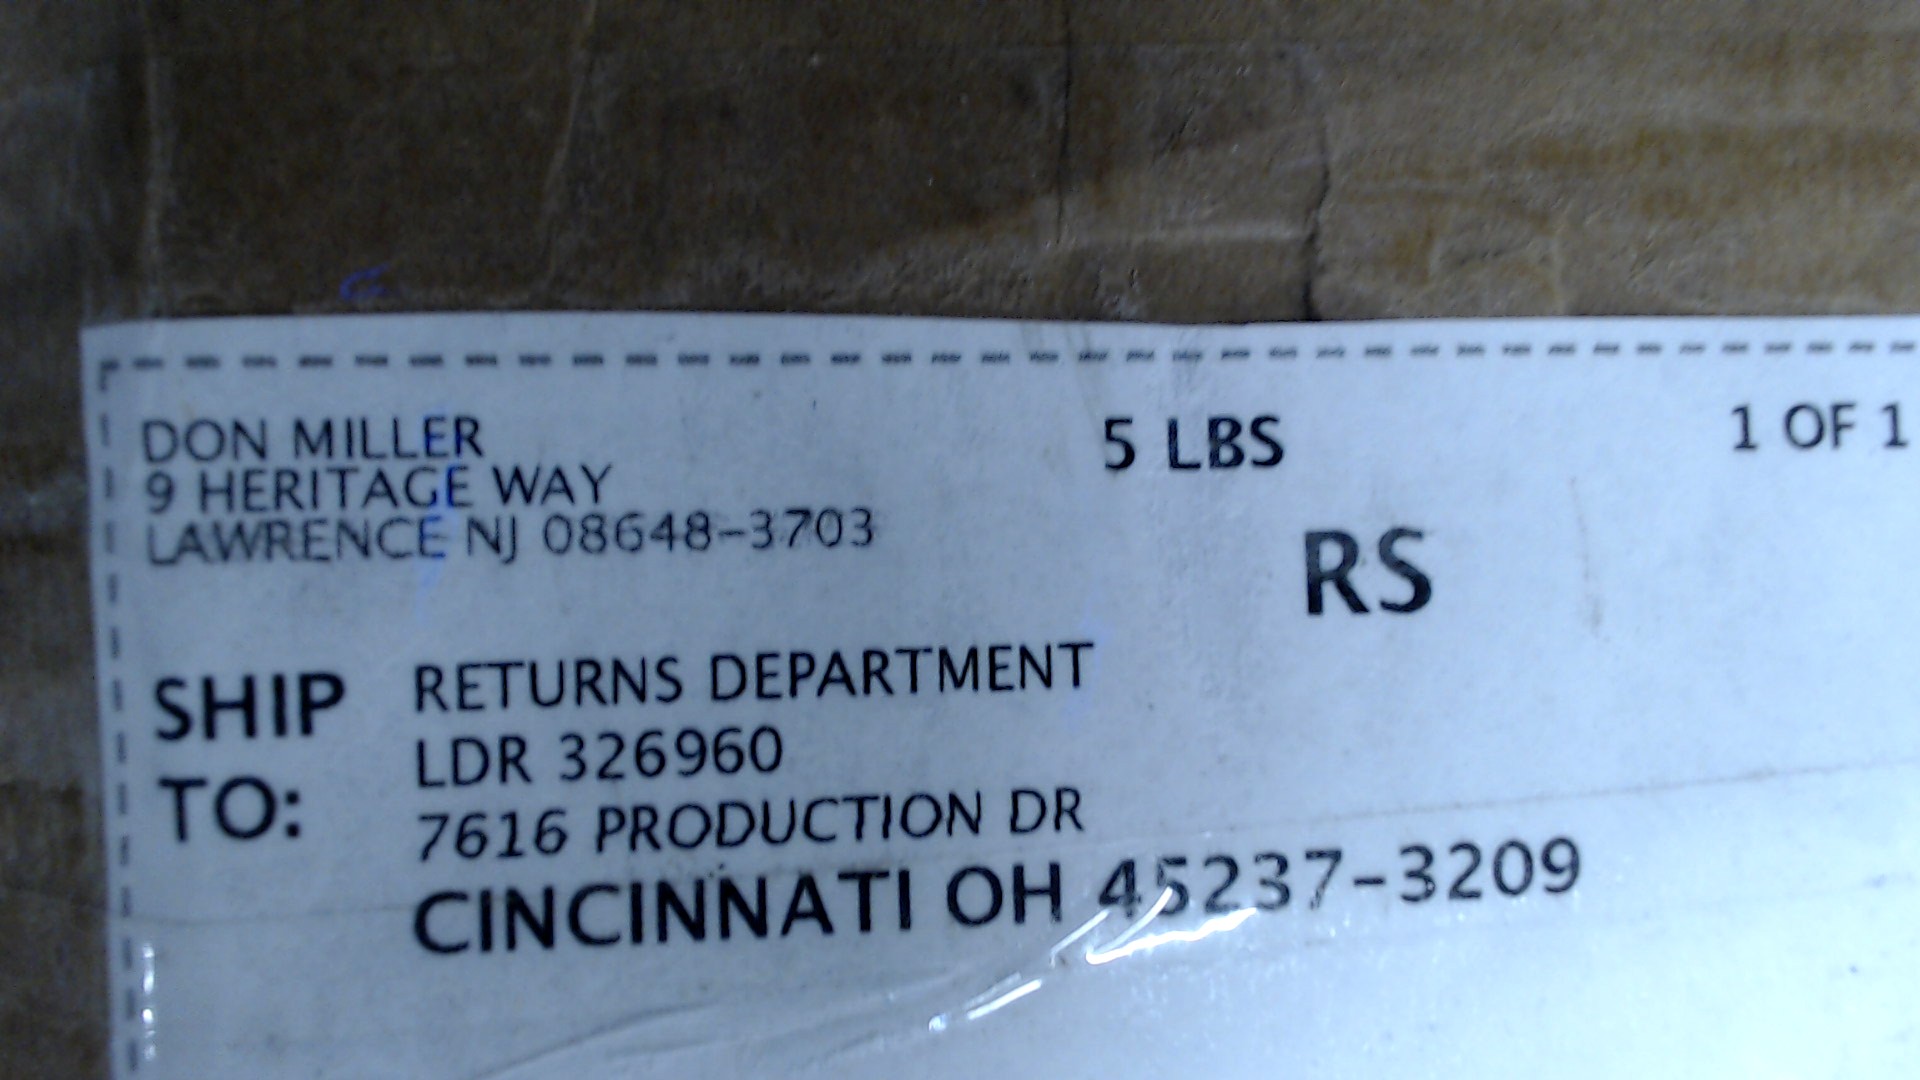 DON MILLER
9 HERITAGE WAY
LAWRENCE NJ 08648-3703
5 LBS
1 OF 1
RS
SHIP TO:
RETURNS DEPARTMENT
LDR 326960
7616 PRODUCTION DR
CINCINNATI OH 45237-3209